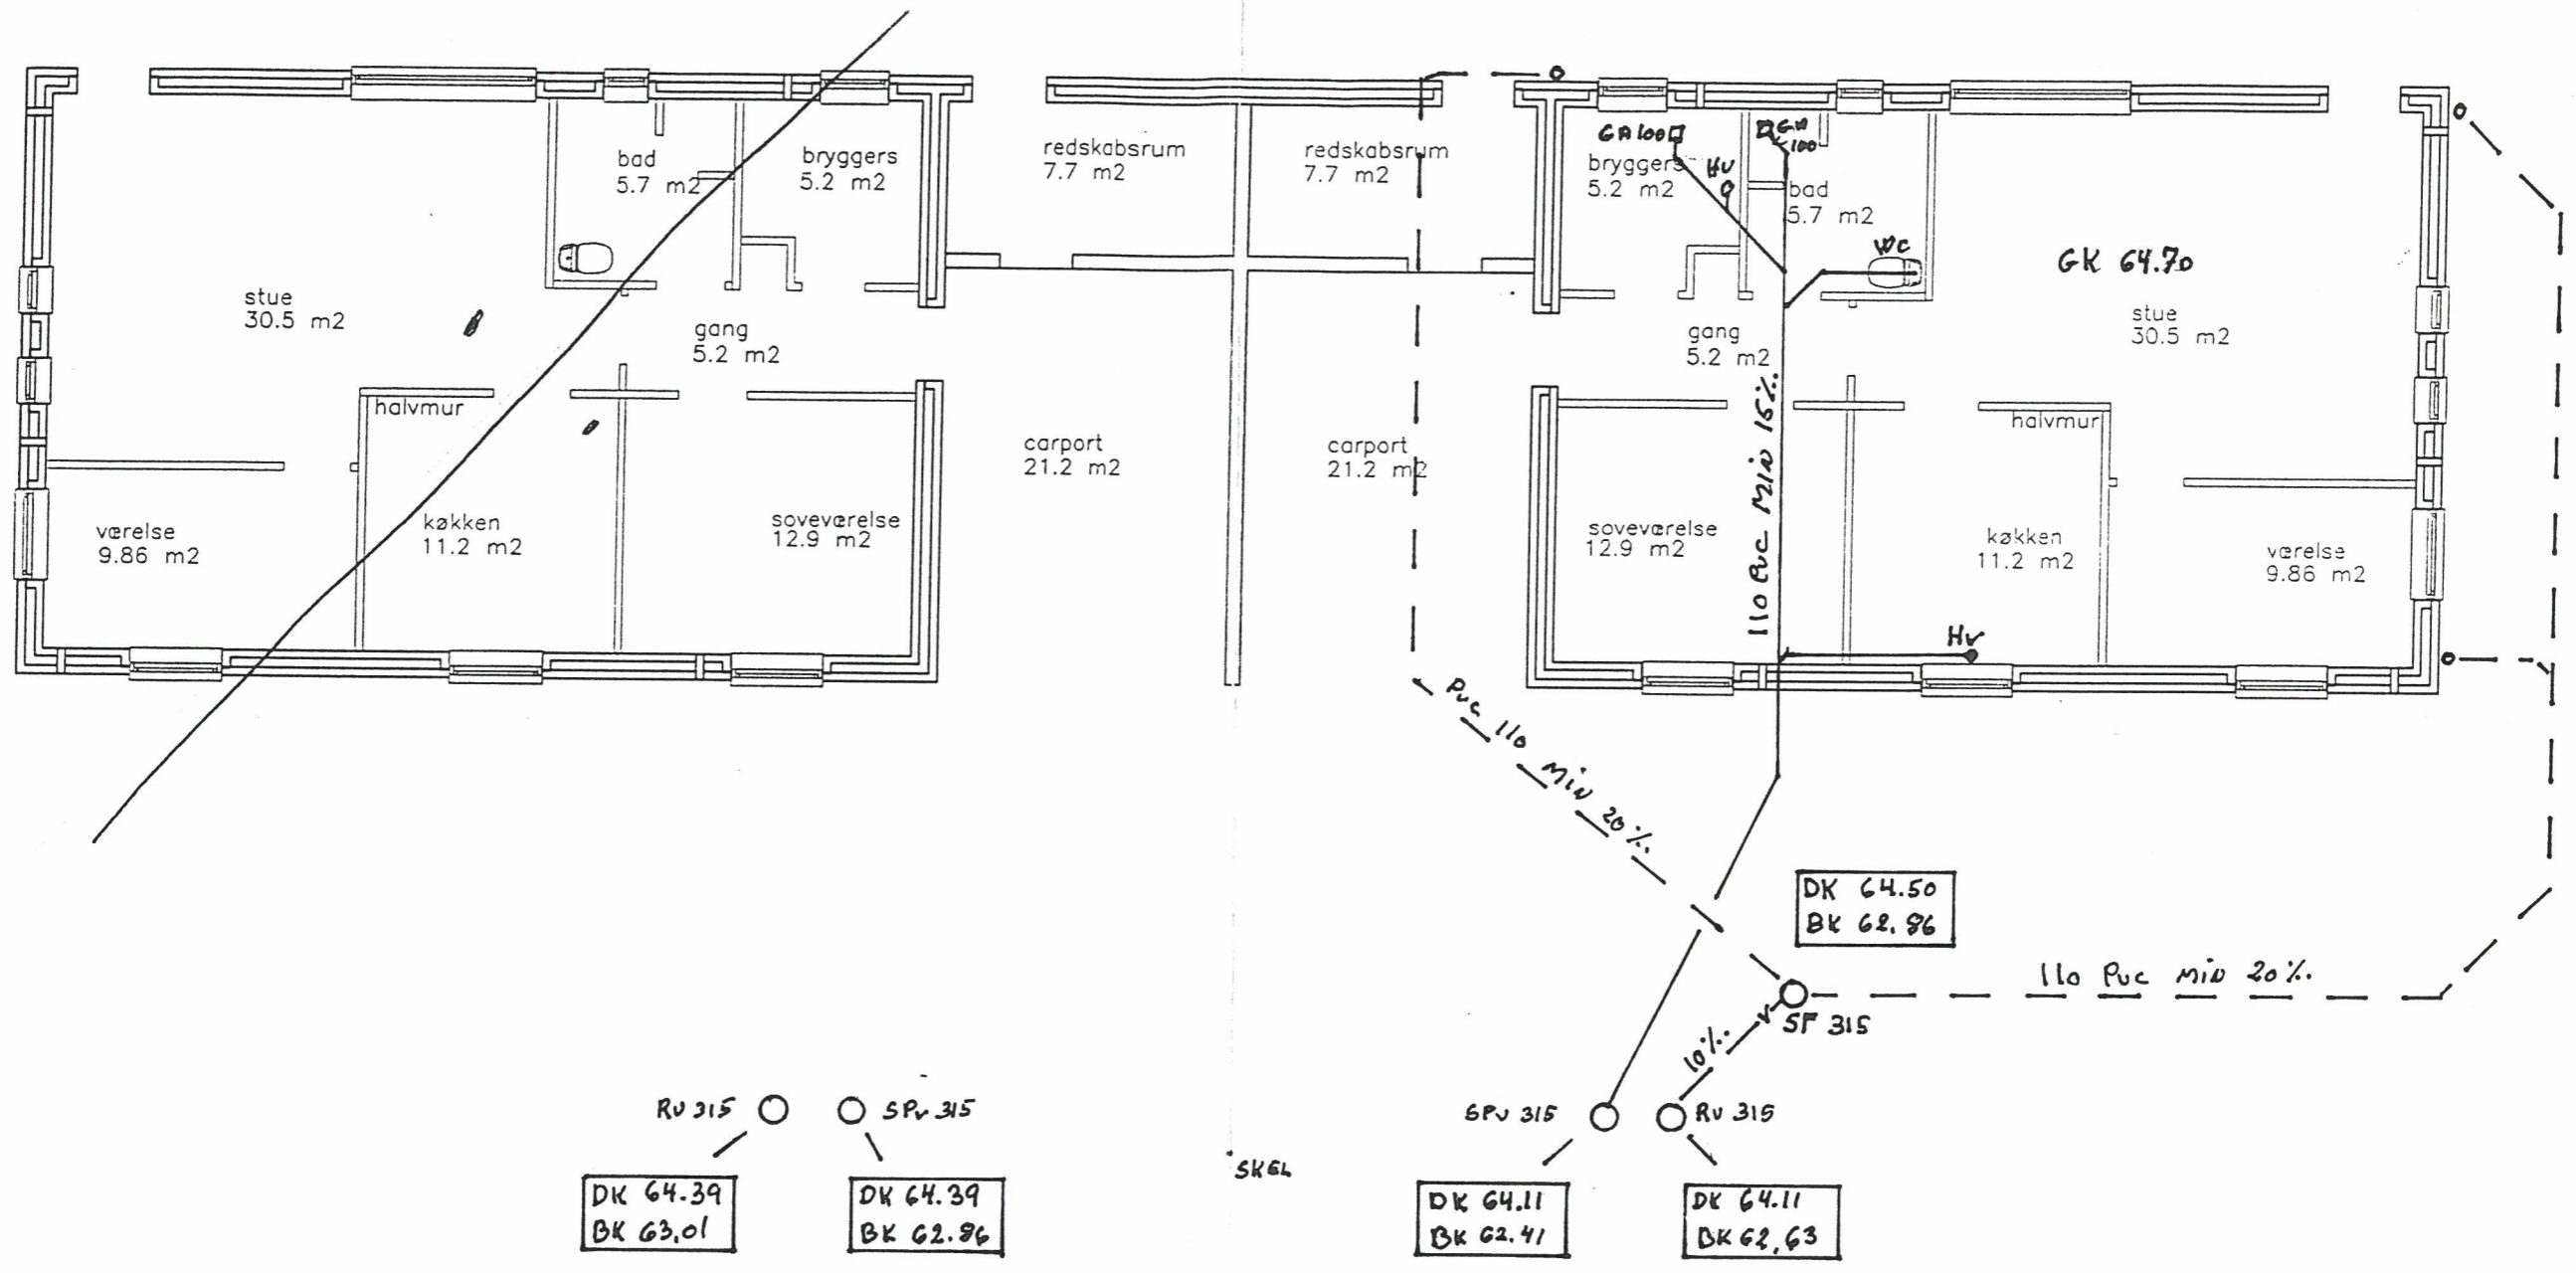 bad
5.7 m2
bryggers
5.2 m2
redskabsrum
7.7 m2
redskabsrum
7.7 m2
GA 100
bryggers
5.2 m2
HV
GA
100
bad
5.7 m2
WC
GK 64.70
stue
30.5 m2
gang
5.2 m2
gang
5.2 m2
stue
30.5 m2
halvmur
halvmur
carport
21.2 m2
carport
21.2 m2
110 PVC MIN 15‰
værelse
9.86 m2
køkken
11.2 m2
soveværelse
12.9 m2
soveværelse
12.9 m2
køkken
11.2 m2
værelse
9.86 m2
HV
PVC 110 MIN 20‰
DK 64.50
BK 62.86
110 PVC MIN 20‰
SF 315
10‰
RV 315
SPV 315
SPV 315
RV 315
SKEL
DK 64.39
BK 63,01
DK 64.39
BK 62.86
DK 64.11
BK 62.41
DK 64.11
BK 62,63